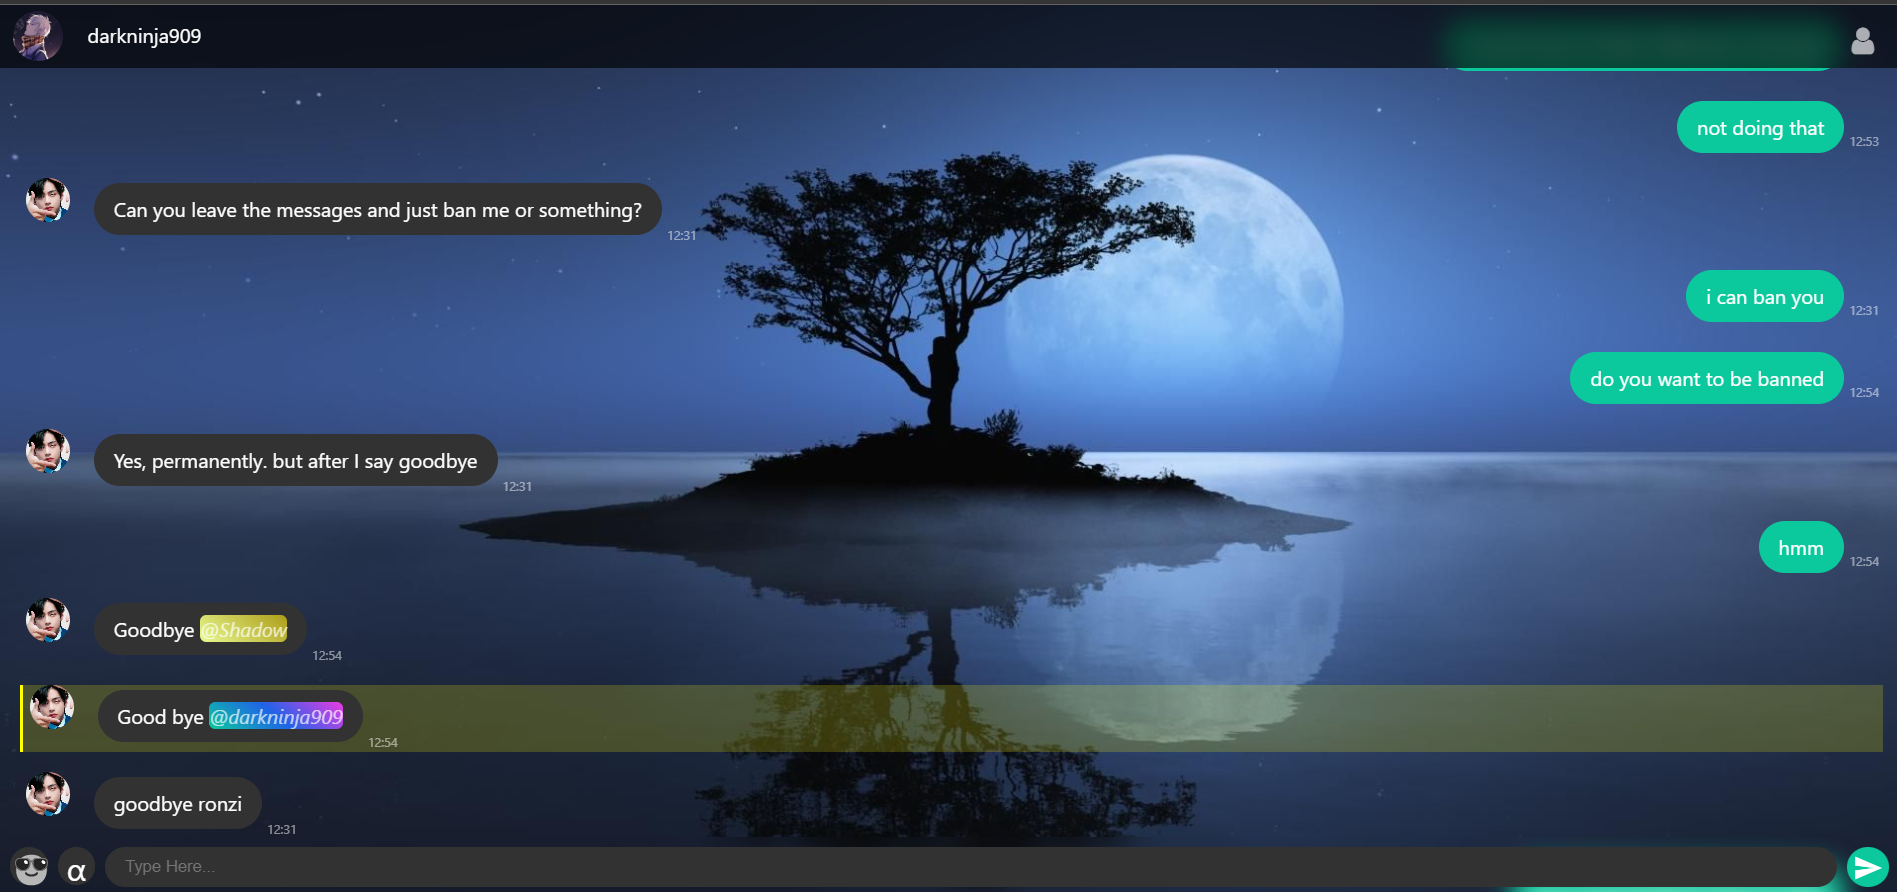 darkninja909
not doing that
12:53
Can you leave the messages and just ban me or something?
12:31
i can ban you
12:31
do you want to be banned
12:54
Yes, permanently. but after I say goodbye
12:31
hmm
12:54
Goodbye @Shadow
12:54
Good bye @darkninja909
12:54
goodbye ronzi
12:31
α
Type Here...